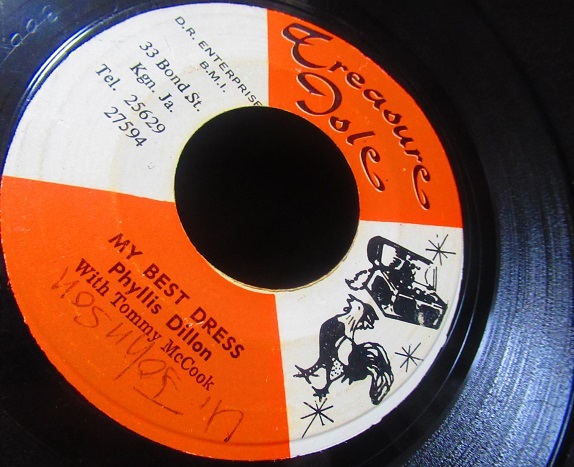 Treasure
Isle
D.R. ENTERPRISE
B.M.I.
33 Bond St.
Kgn. Ja.
Tel. 25629
27594
MY BEST DRESS
Phyllis Dillon
With Tommy McCook
Johnson